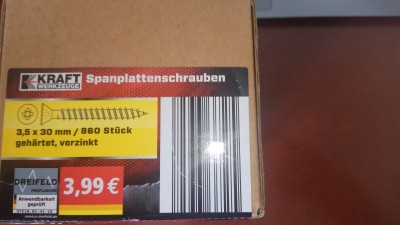 KRAFT
WERKZEUGE
Spanplattenschrauben
3,5 x 30 mm / 860 Stück
gehärtet, verzinkt
DREIFELD
Anwendbarkeit
geprüft
3,99 €